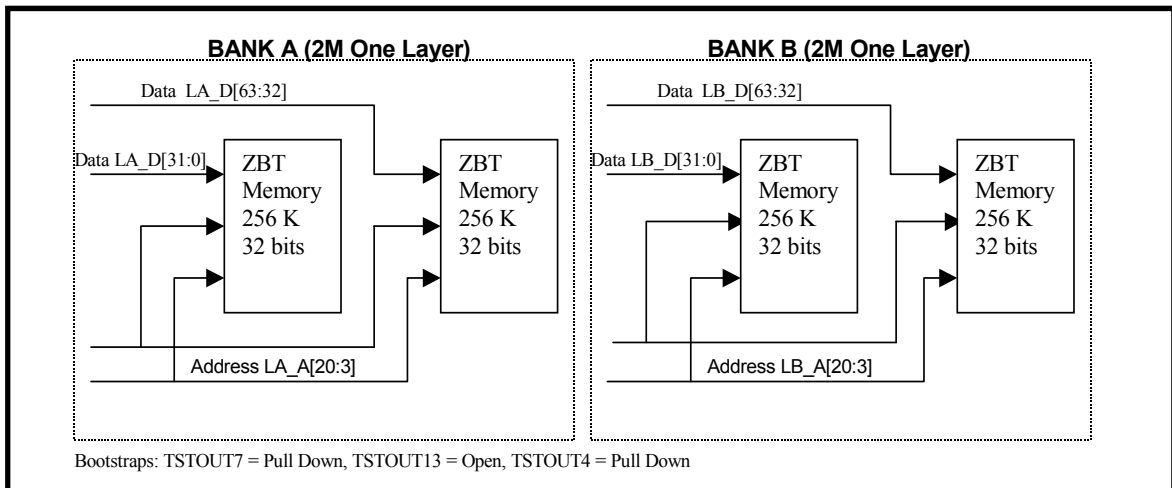 BANK A (2M One Layer)
Data LA_D[63:32]
Data LA_D[31:0]
ZBT
Memory
256 K
32 bits
ZBT
Memory
256 K
32 bits
Address LA_A[20:3]
BANK B (2M One Layer)
Data LB_D[63:32]
Data LB_D[31:0]
ZBT
Memory
256 K
32 bits
ZBT
Memory
256 K
32 bits
Address LB_A[20:3]
Bootstraps: TSTOUT7 = Pull Down, TSTOUT13 = Open, TSTOUT4 = Pull Down